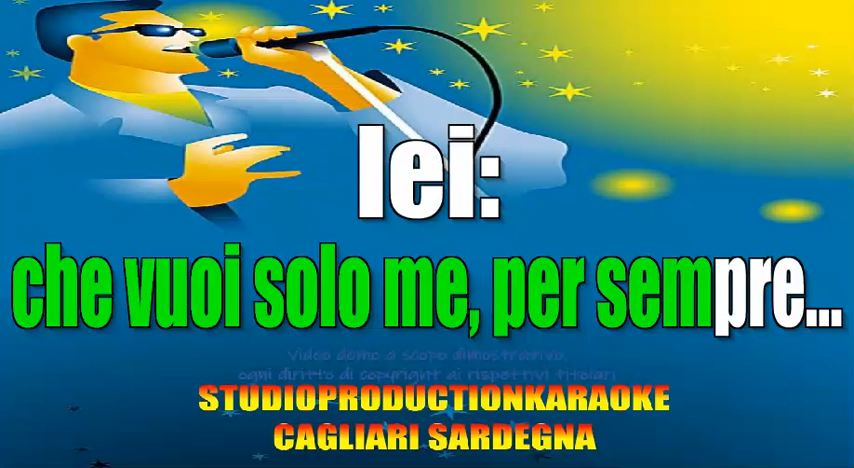 lei:
che vuoi solo me, per sempre...
Video demo a scopo dimostrativo,
ogni diritto di copyright ai rispettivi titolari
STUDIOPRODUCTIONKARAOKE
CAGLIARI SARDEGNA